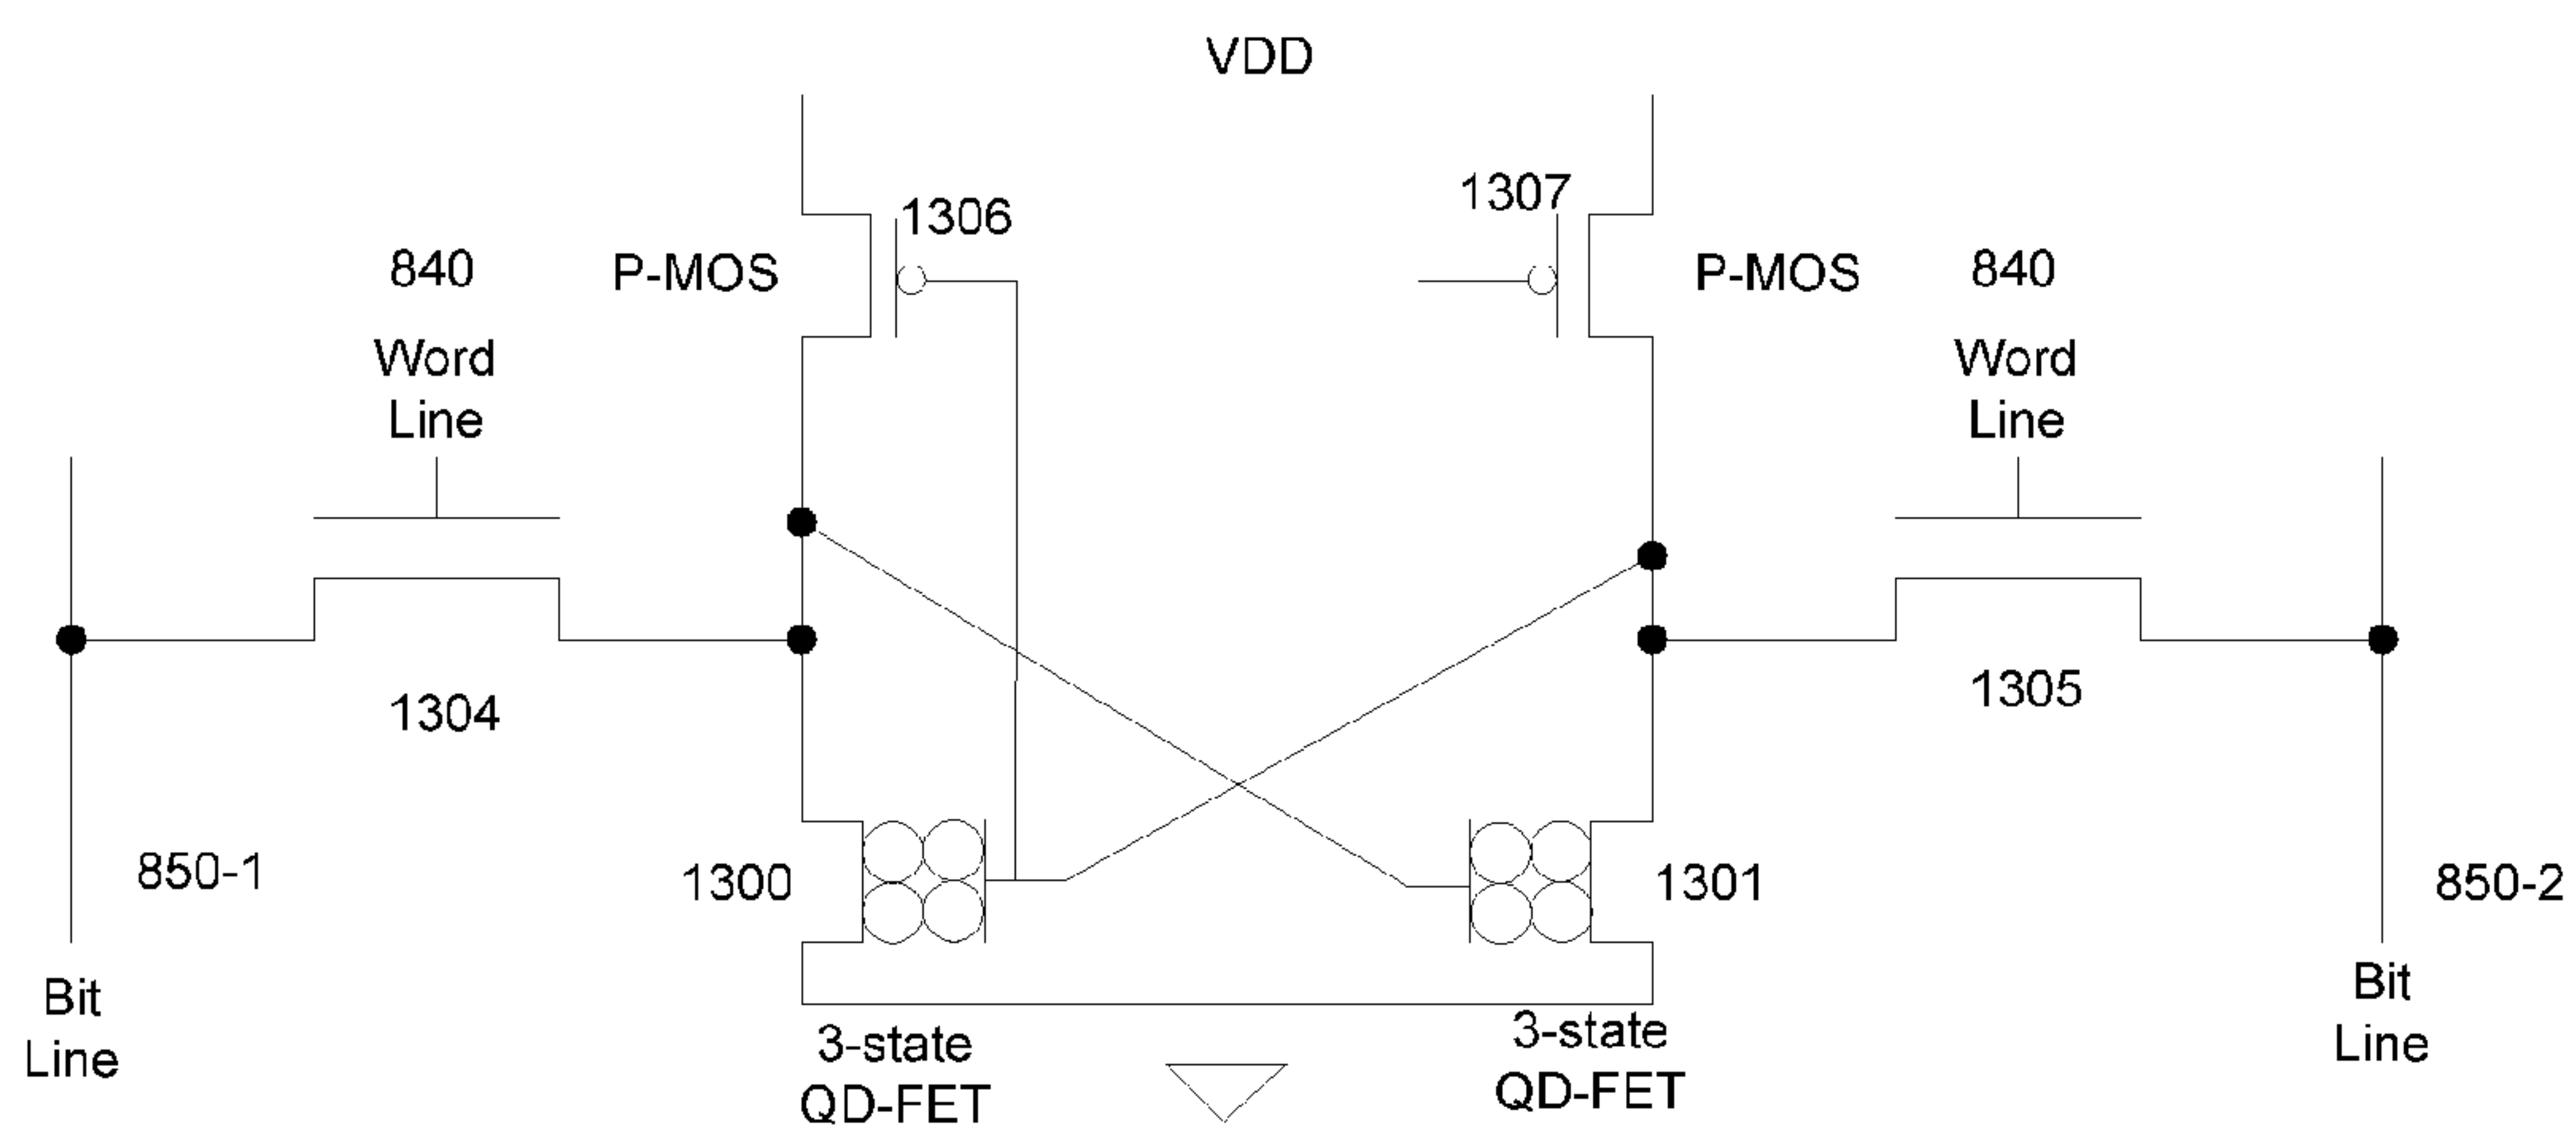 VDD
1306
1307
P-MOS
P-MOS
840
Word
Line
840
Word
Line
1304
1305
850-1
1300
1301
850-2
Bit
Line
3-state
QD-FET
3-state
QD-FET
Bit
Line